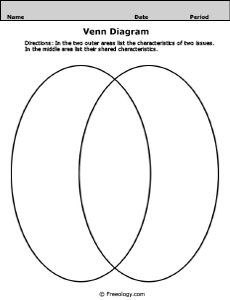 Name Date Period
Venn Diagram
Directions: In the two outer areas list the characteristics of two issues.
In the middle area list their shared characteristics.
© Freeology.com